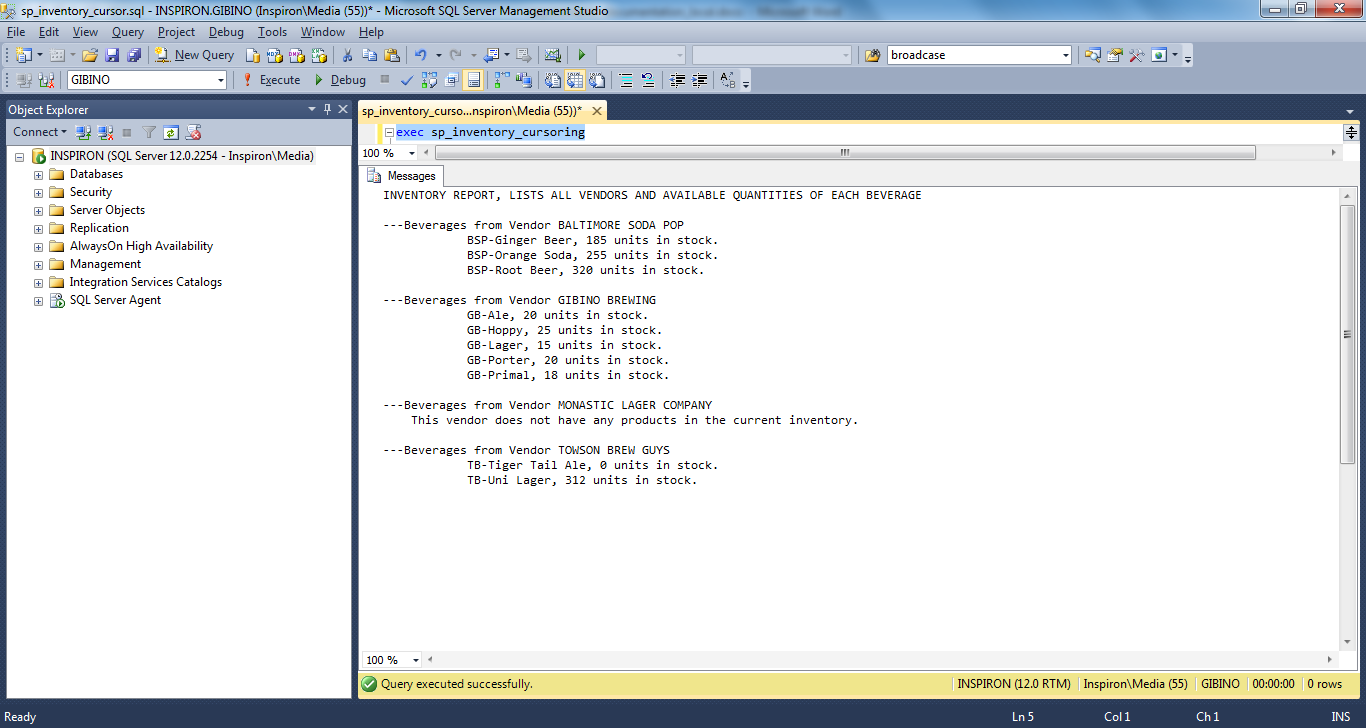 sp_inventory_cursor.sql - INSPIRON.GIBINO (Inspiron\Media (55))* - Microsoft SQL Server Management Studio
File Edit View Query Project Debug Tools Window Help
New Query broadcase
GIBINO Execute Debug
Object Explorer
Connect
INSPIRON (SQL Server 12.0.2254 - Inspiron\Media)
Databases
Security
Server Objects
Replication
AlwaysOn High Availability
Management
Integration Services Catalogs
SQL Server Agent
sp_inventory_curso...nspiron\Media (55))*
exec sp_inventory_cursoring
100 %
Messages
INVENTORY REPORT, LISTS ALL VENDORS AND AVAILABLE QUANTITIES OF EACH BEVERAGE
---Beverages from Vendor BALTIMORE SODA POP
BSP-Ginger Beer, 185 units in stock.
BSP-Orange Soda, 255 units in stock.
BSP-Root Beer, 320 units in stock.
---Beverages from Vendor GIBINO BREWING
GB-Ale, 20 units in stock.
GB-Hoppy, 25 units in stock.
GB-Lager, 15 units in stock.
GB-Porter, 20 units in stock.
GB-Primal, 18 units in stock.
---Beverages from Vendor MONASTIC LAGER COMPANY
This vendor does not have any products in the current inventory.
---Beverages from Vendor TOWSON BREW GUYS
TB-Tiger Tail Ale, 0 units in stock.
TB-Uni Lager, 312 units in stock.
100 %
Query executed successfully. INSPIRON (12.0 RTM) Inspiron\Media (55) GIBINO 00:00:00 0 rows
Ready Ln 5 Col 1 Ch 1 INS